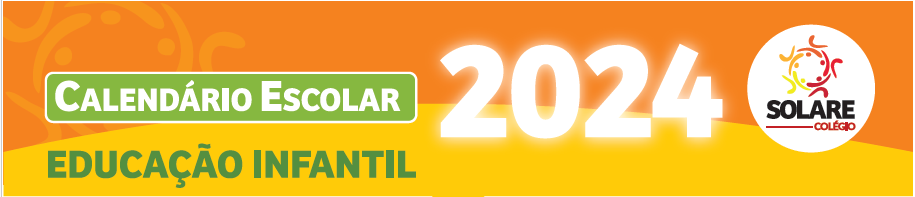 CALENDÁRIO ESCOLAR
2024
EDUCAÇÃO INFANTIL
SOLARE
COLÉGIO